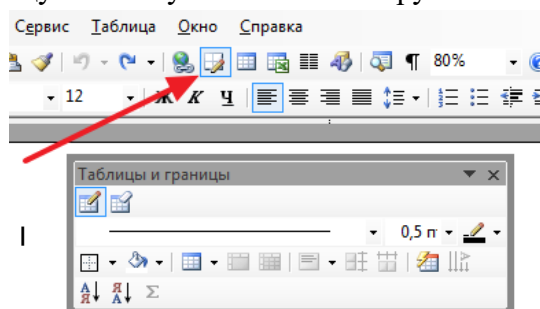 Сервис Таблица Окно Справка
80%
12 Ж К Ч
Таблицы и границы
0,5 п
А Я Я А Σ